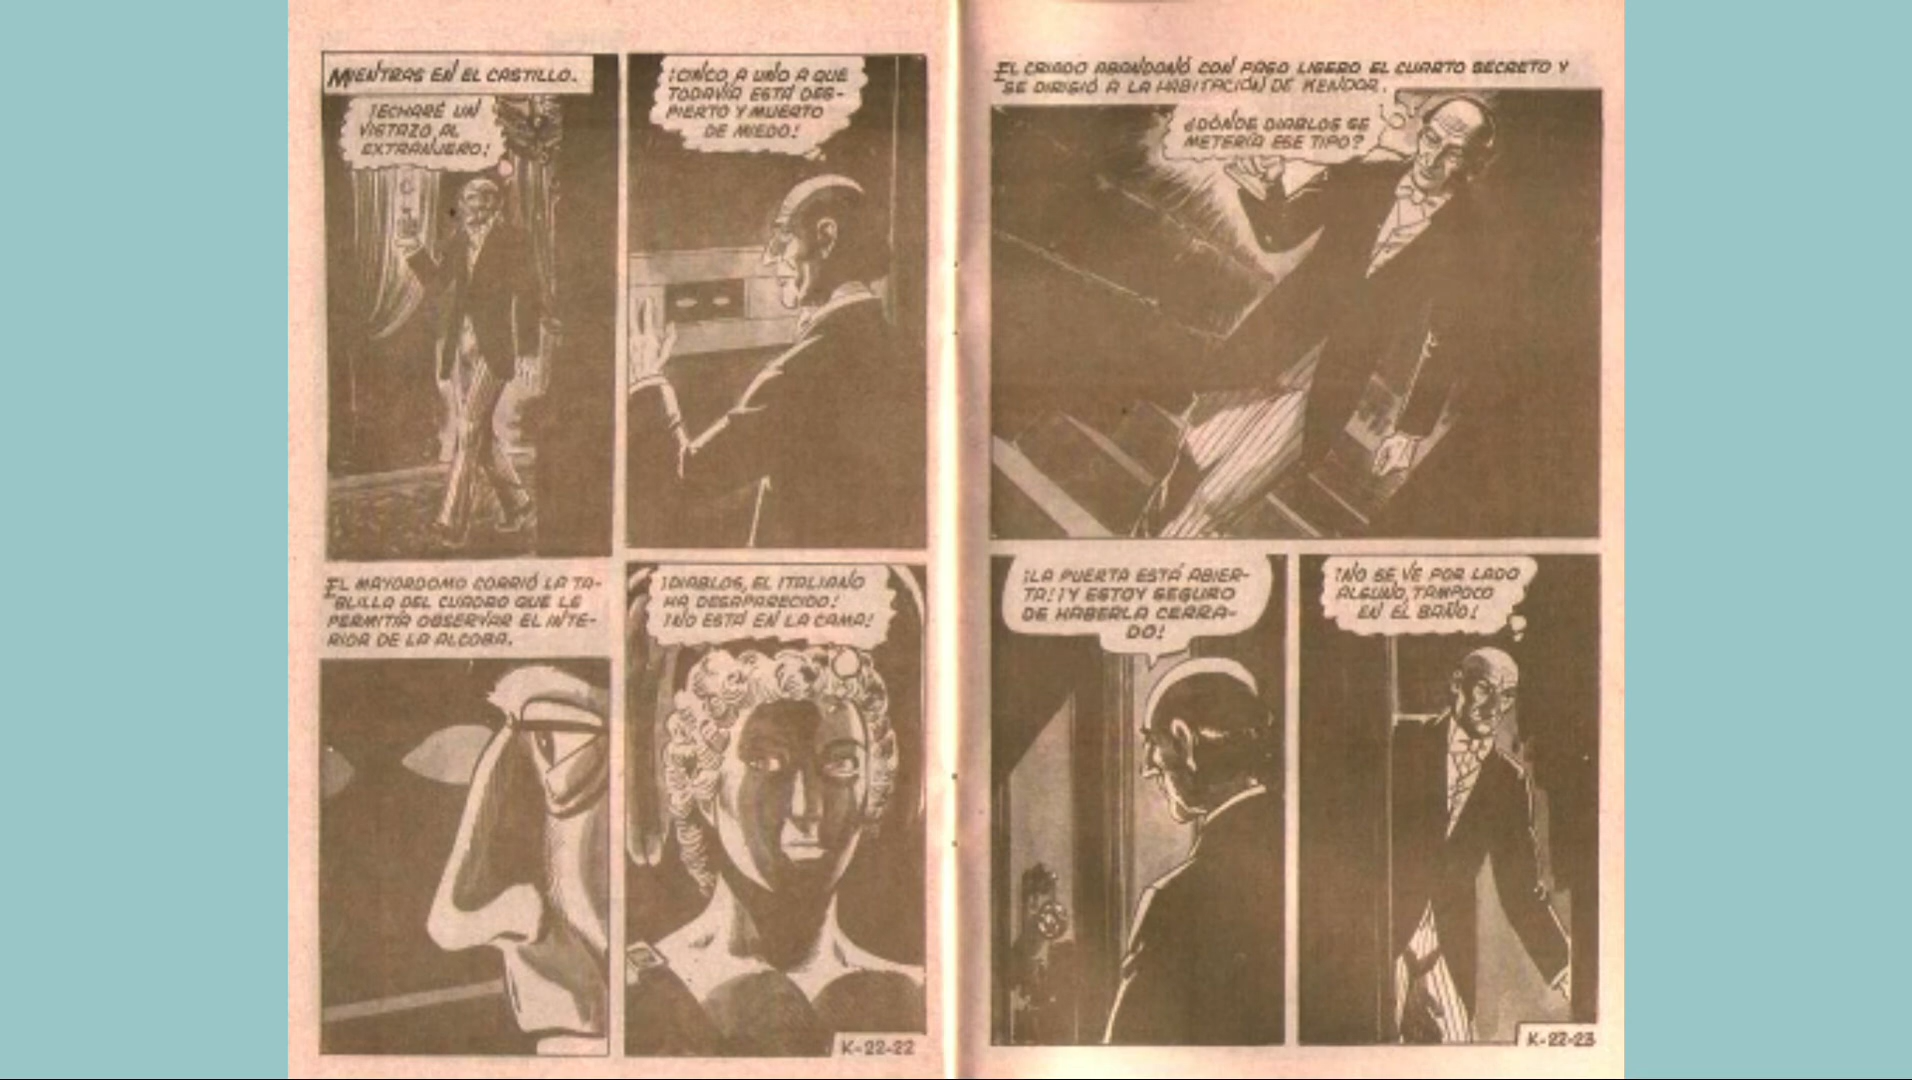 MIENTRAS EN EL CASTILLO.
¡ECHARÉ UN
VISTAZO AL
EXTRANJERO!
¡CINCO A UNO A QUE
TODAVÍA ESTÁ DES-
PIERTO Y MUERTO
DE MIEDO!
EL MAYORDOMO CORRIÓ LA TA-
BLILLA DEL CUADRO QUE LE
PERMITÍA OBSERVAR EL INTE-
RIOR DE LA ALCOBA.
¡DIABLOS, EL ITALIANO
HA DESAPARECIDO!
¡NO ESTÁ EN LA CAMA!
K-22-22
EL CRIADO ABANDONÓ CON PASO LIGERO EL CUARTO SECRETO Y
SE DIRIGIÓ A LA HABITACIÓN DE KENDOR.
¿DÓNDE DIABLOS SE
METERÍA ESE TIPO?
¡LA PUERTA ESTÁ ABIER-
TA! ¡Y ESTOY SEGURO
DE HABERLA CERRA-
DO!
¡NO SE VE POR LADO
ALGUNO, TAMPOCO
EN EL BAÑO!
K-22-23